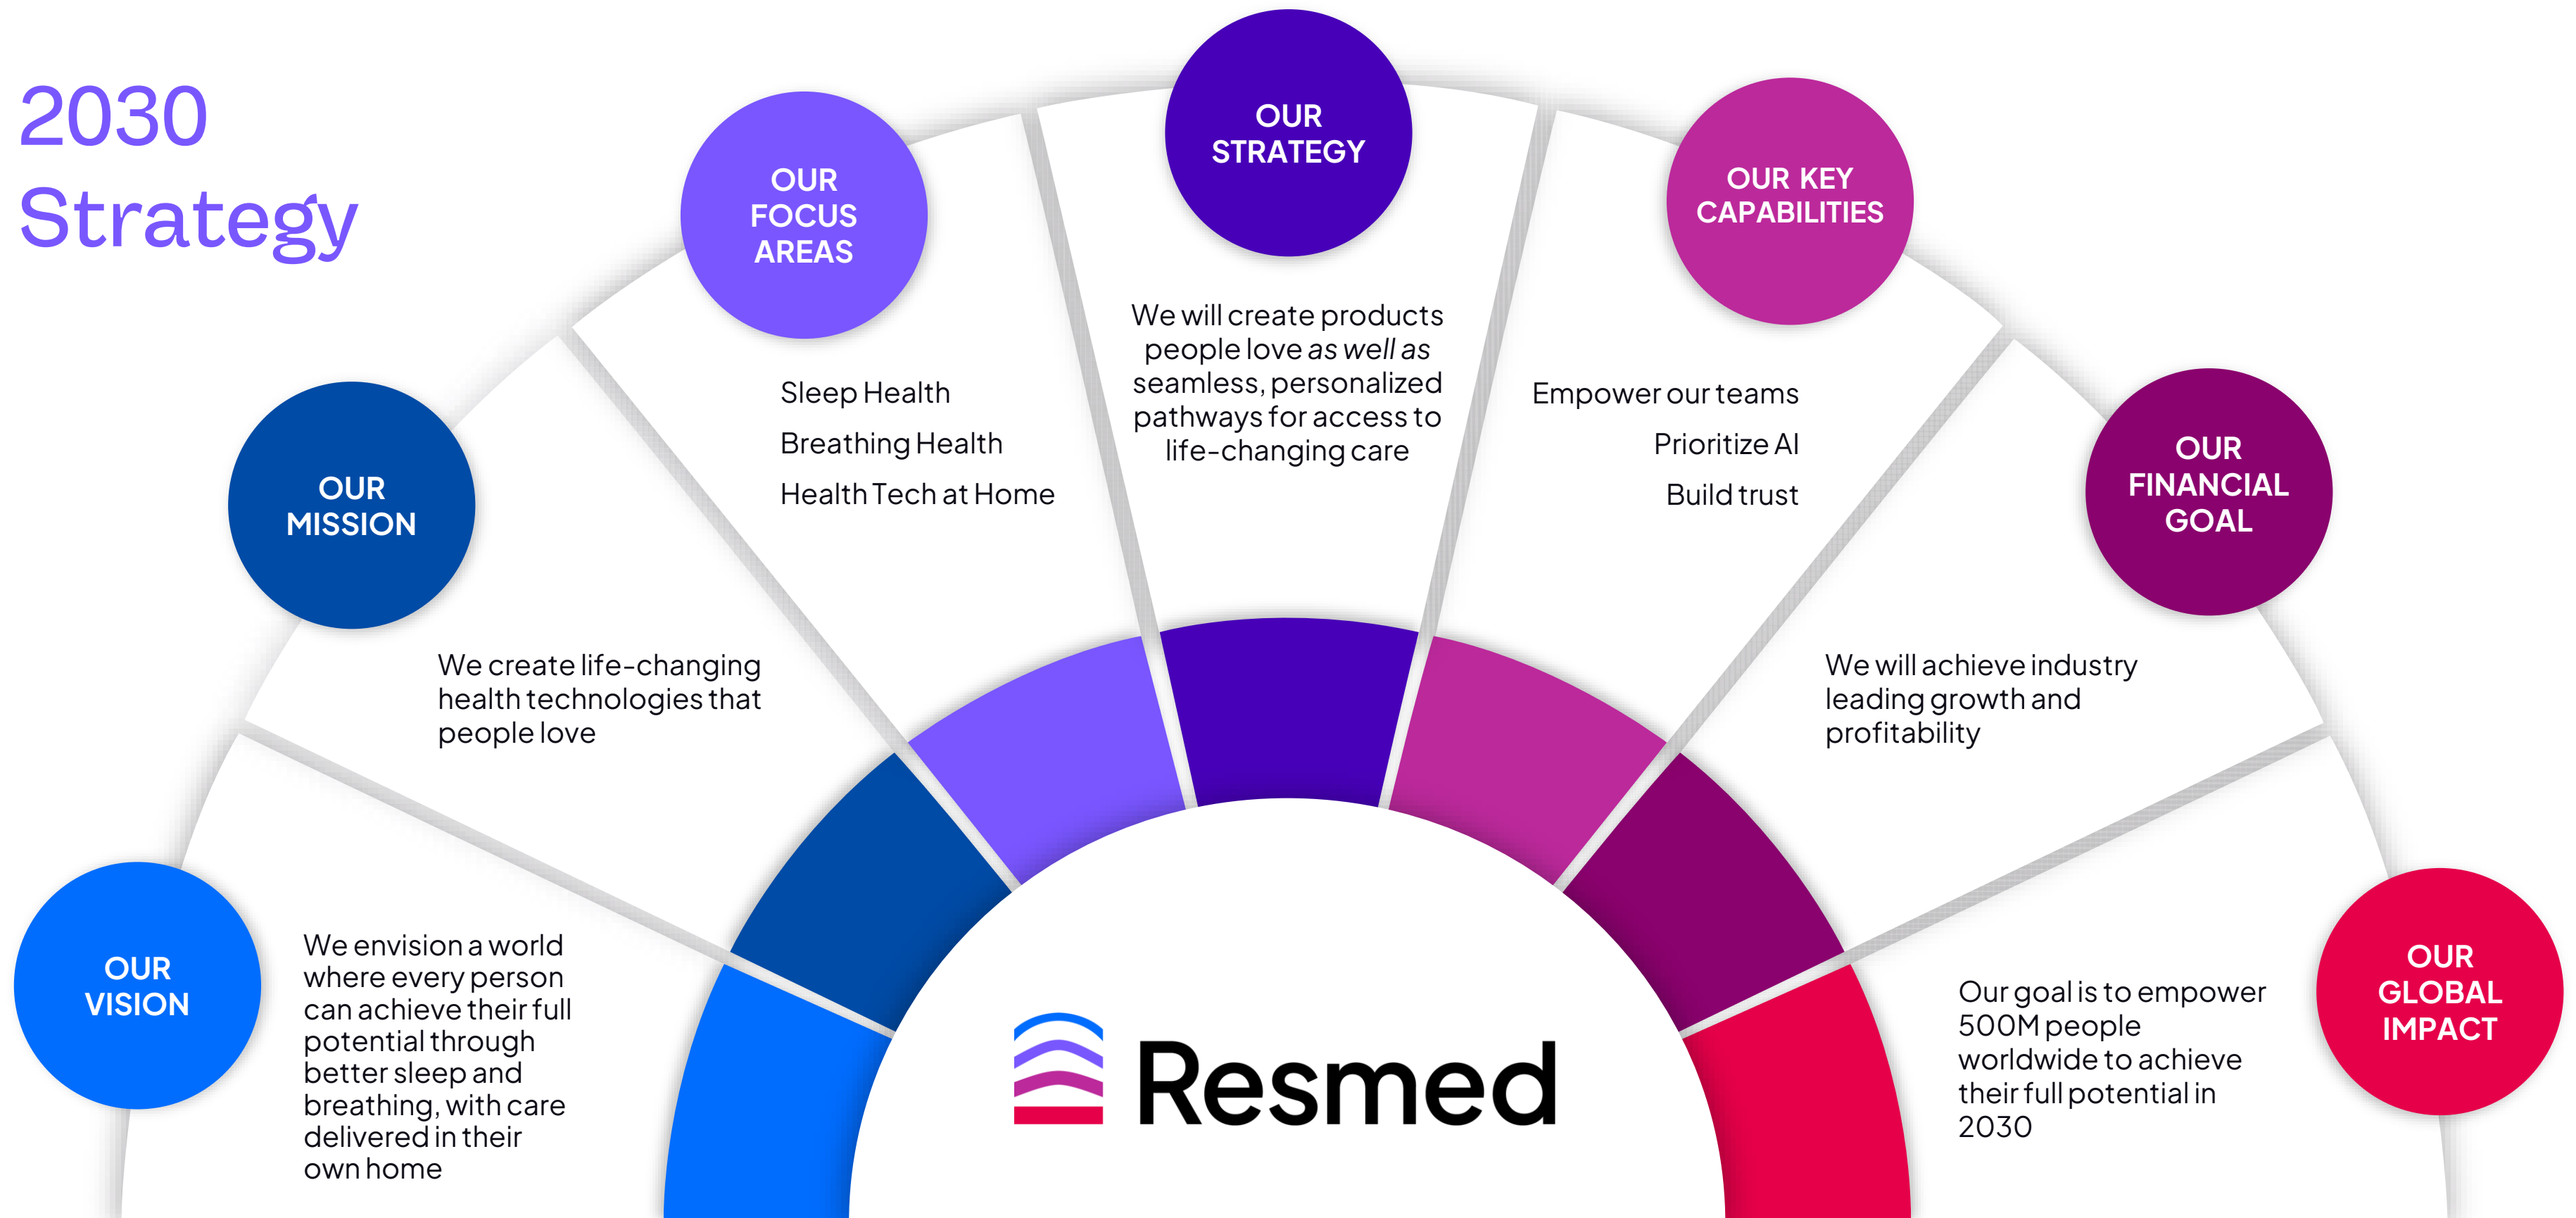 2030
Strategy
OUR
VISION
We envision a world
where every person
can achieve their full
potential through
better sleep and
breathing, with care
delivered in their
own home
OUR
MISSION
We create life-changing
health technologies that
people love
OUR
FOCUS
AREAS
Sleep Health
Breathing Health
Health Tech at Home
OUR
STRATEGY
We will create products
people love as well as
seamless, personalized
pathways for access to
life-changing care
OUR KEY
CAPABILITIES
Empower our teams
Prioritize AI
Build trust
OUR
FINANCIAL
GOAL
We will achieve industry
leading growth and
profitability
OUR
GLOBAL
IMPACT
Our goal is to empower
500M people
worldwide to achieve
their full potential in
2030
Resmed